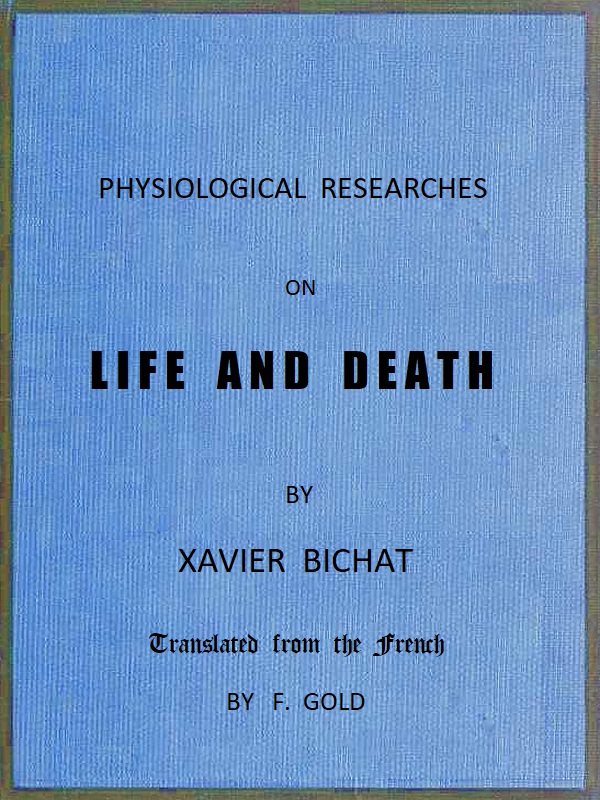 PHYSIOLOGICAL RESEARCHES
ON
LIFE AND DEATH
BY
XAVIER BICHAT
Translated from the French
BY F. GOLD